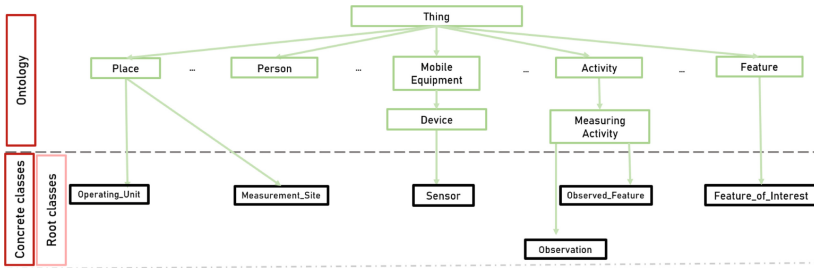 Thing
Ontology
Place
...
Person
...
Mobile
Equipment
...
Activity
...
Feature
Device
Measuring
Activity
Concrete classes
Root classes
Operating_Unit
Measurement_Site
Sensor
Observed_Feature
Feature_of_Interest
Observation